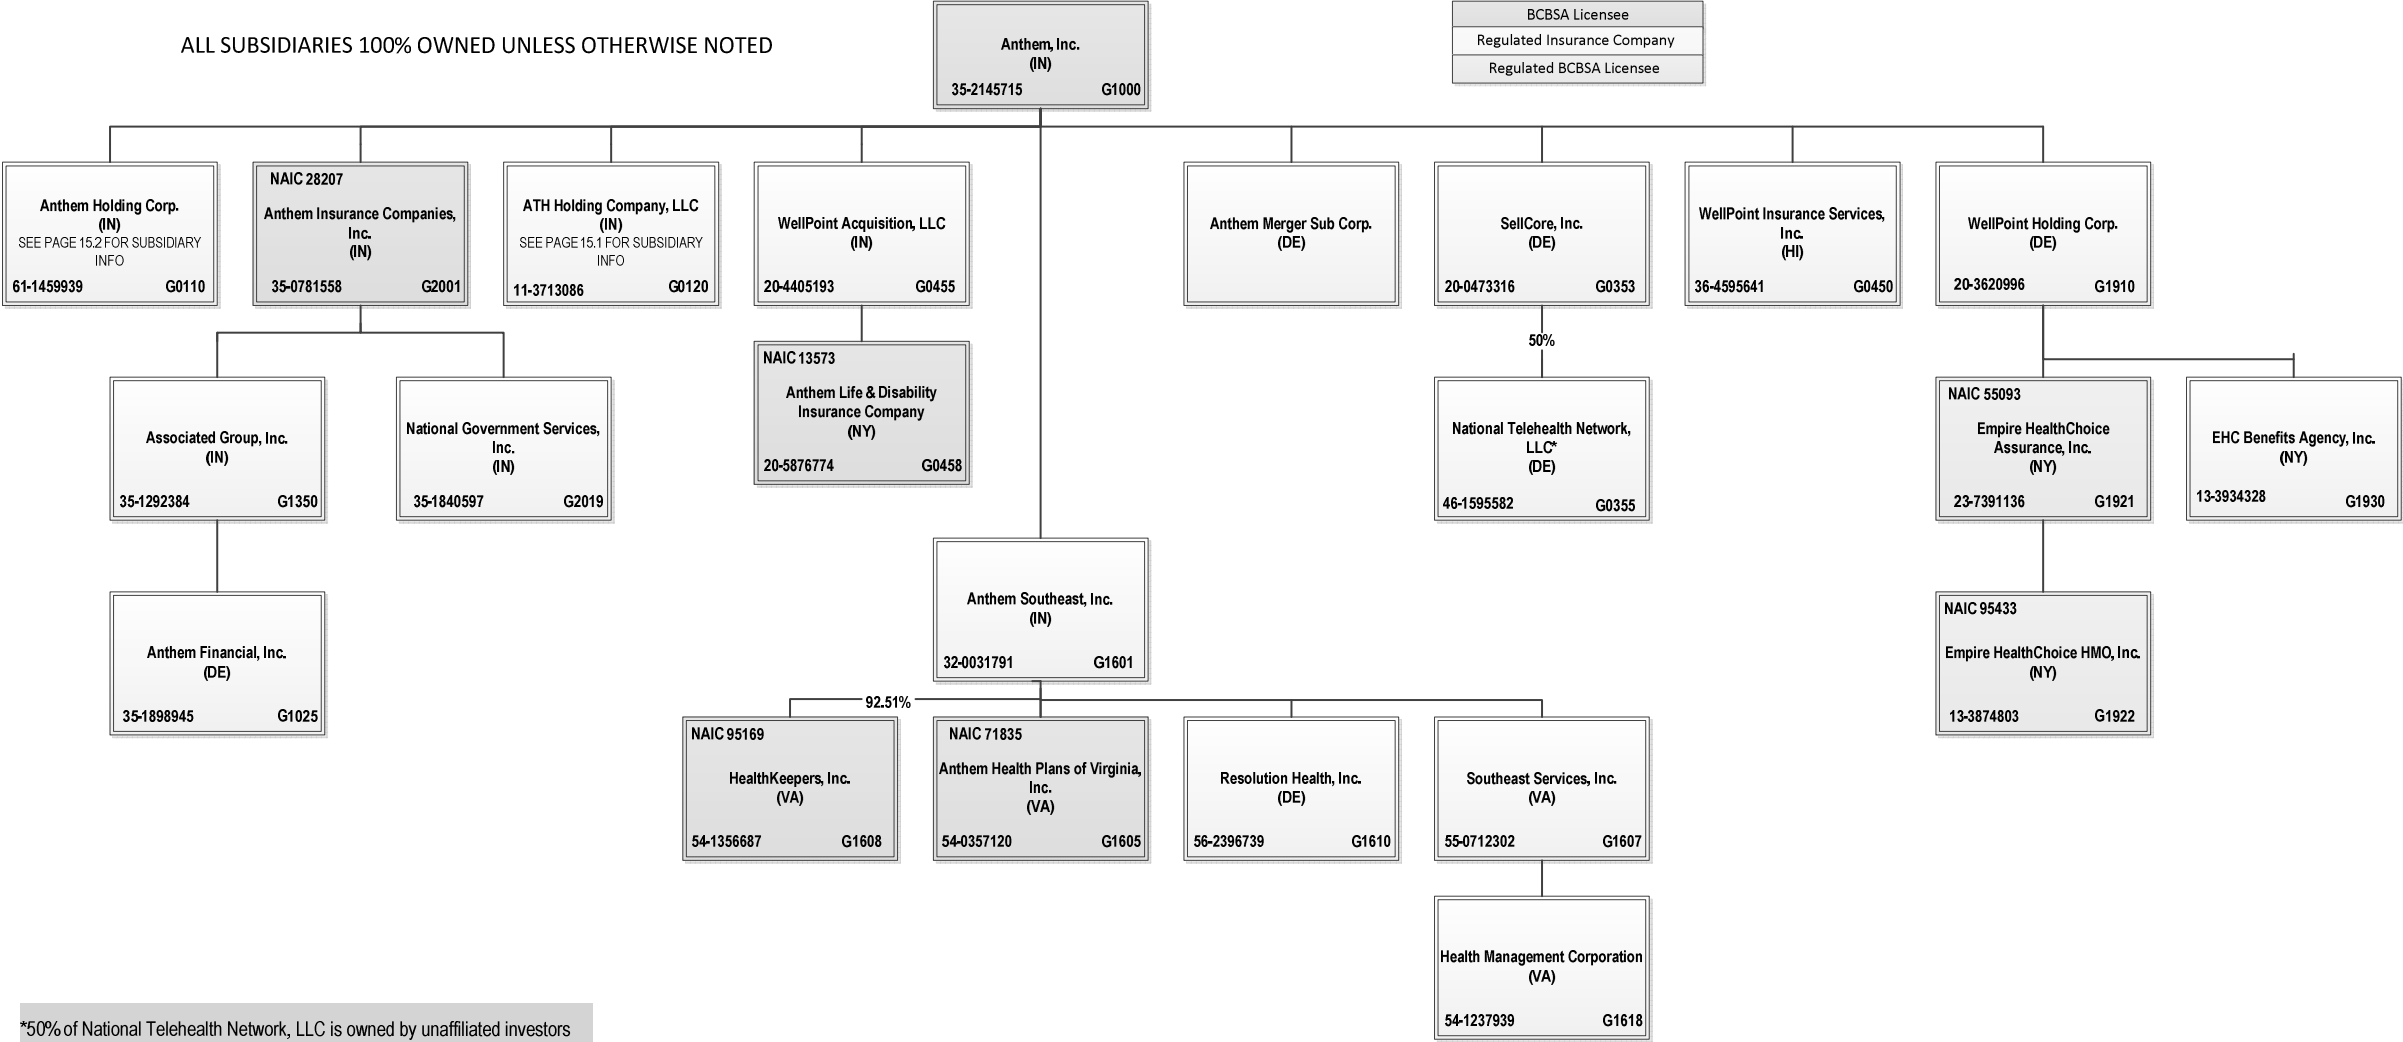 ALL SUBSIDIARIES 100% OWNED UNLESS OTHERWISE NOTED
Anthem, Inc.
(IN)
35-2145715 G1000
BCBSA Licensee
Regulated Insurance Company
Regulated BCBSA Licensee
Anthem Holding Corp.
(IN)
SEE PAGE 15.2 FOR SUBSIDIARY
INFO
61-1459939 G0110
NAIC 28207
Anthem Insurance Companies,
Inc.
(IN)
35-0781558 G2001
ATH Holding Company, LLC
(IN)
SEE PAGE 15.1 FOR SUBSIDIARY
INFO
11-3713086 G0120
WellPoint Acquisition, LLC
(IN)
20-4405193 G0455
Anthem Merger Sub Corp.
(DE)
SellCore, Inc.
(DE)
20-0473316 G0353
WellPoint Insurance Services,
Inc.
(HI)
36-4595641 G0450
WellPoint Holding Corp.
(DE)
20-3620996 G1910
50%
Associated Group, Inc.
(IN)
35-1292384 G1350
National Government Services,
Inc.
(IN)
35-1840597 G2019
NAIC 13573
Anthem Life & Disability
Insurance Company
(NY)
20-5876774 G0458
National Telehealth Network,
LLC*
(DE)
46-1595582 G0355
NAIC 55093
Empire HealthChoice
Assurance, Inc.
(NY)
23-7391136 G1921
EHC Benefits Agency, Inc.
(NY)
13-3934328 G1930
Anthem Financial, Inc.
(DE)
35-1898945 G1025
Anthem Southeast, Inc.
(IN)
32-0031791 G1601
NAIC 95433
Empire HealthChoice HMO, Inc.
(NY)
13-3874803 G1922
92.51%
NAIC 95169
HealthKeepers, Inc.
(VA)
54-1356687 G1608
NAIC 71835
Anthem Health Plans of Virginia,
Inc.
(VA)
54-0357120 G1605
Resolution Health, Inc.
(DE)
56-2396739 G1610
Southeast Services, Inc.
(VA)
55-0712302 G1607
Health Management Corporation
(VA)
54-1237939 G1618
*50% of National Telehealth Network, LLC is owned by unaffiliated investors